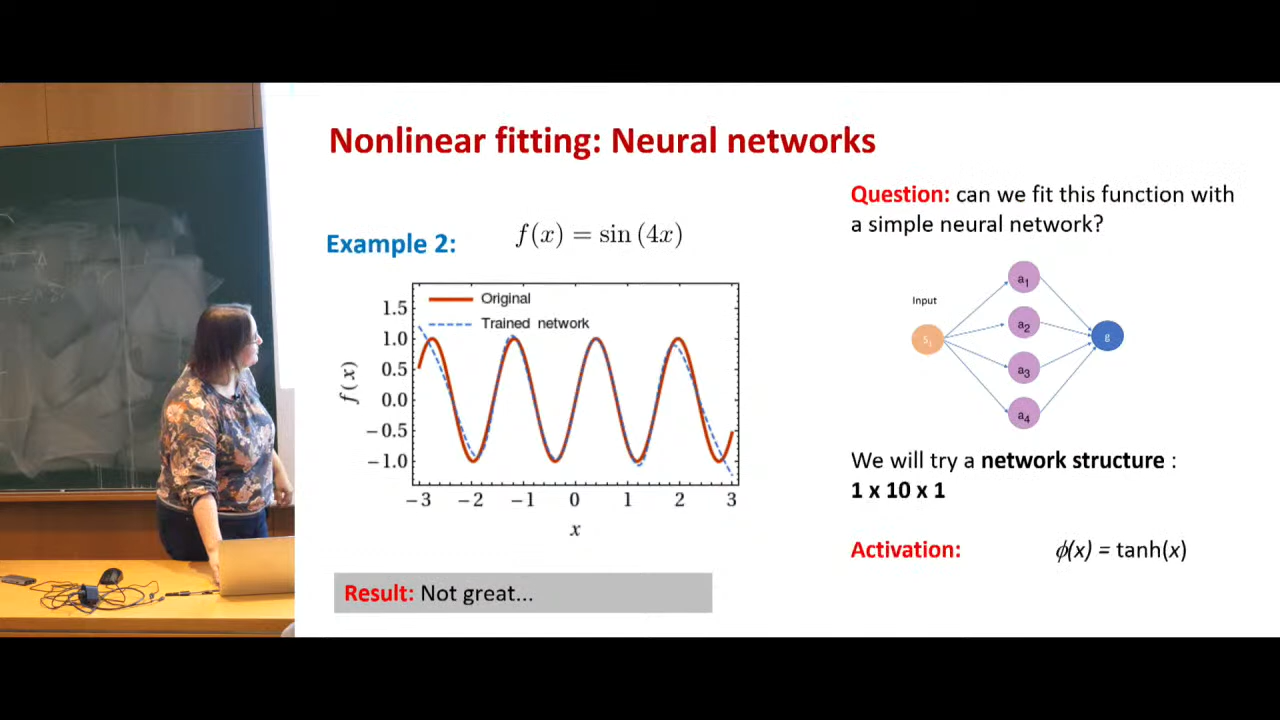 Nonlinear fitting: Neural networks
Example 2:
f(x) = sin (4x)
Original
Trained network
1.5
1.0
0.5
0.0
−0.5
−1.0
f(x)
−3 −2 −1 0 1 2 3
x
Result: Not great...
Question: can we fit this function with
a simple neural network?
Input
S₁
a₁
a₂
a₃
a₄
g
We will try a network structure :
1 x 10 x 1
Activation: ϕ(x) = tanh(x)